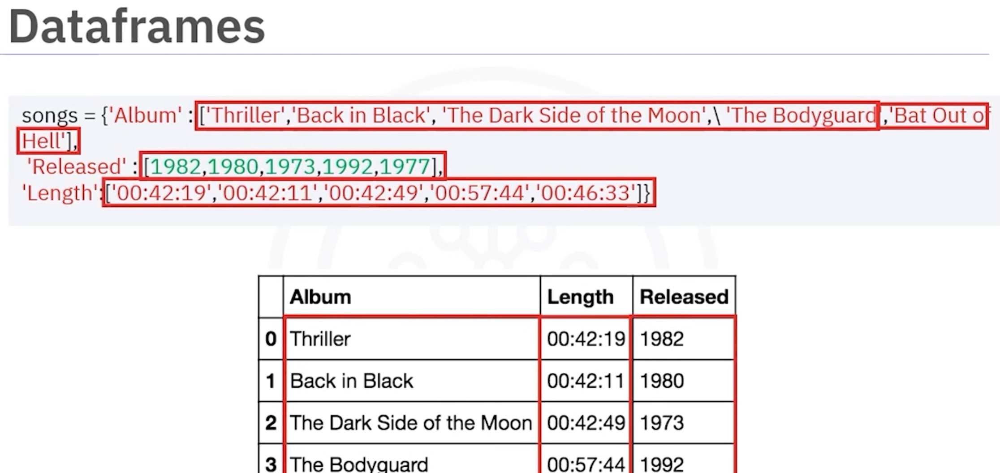 Dataframes
songs = {'Album' :['Thriller','Back in Black', 'The Dark Side of the Moon',\ 'The Bodyguard','Bat Out of
Hell'],
'Released' :[1982,1980,1973,1992,1977],
'Length':['00:42:19','00:42:11','00:42:49','00:57:44','00:46:33']}
Album Length Released
0 Thriller 00:42:19 1982
1 Back in Black 00:42:11 1980
2 The Dark Side of the Moon 00:42:49 1973
3 The Bodyguard 00:57:44 1992